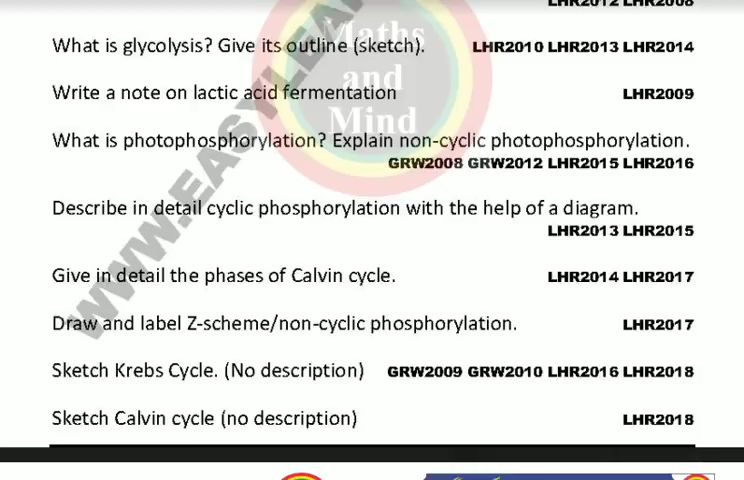 LHR2012 LHR2008
What is glycolysis? Give its outline (sketch). LHR2010 LHR2013 LHR2014
Write a note on lactic acid fermentation LHR2009
What is photophosphorylation? Explain non-cyclic photophosphorylation.
GRW2008 GRW2012 LHR2015 LHR2016
Describe in detail cyclic phosphorylation with the help of a diagram.
LHR2013 LHR2015
Give in detail the phases of Calvin cycle. LHR2014 LHR2017
Draw and label Z-scheme/non-cyclic phosphorylation. LHR2017
Sketch Krebs Cycle. (No description) GRW2009 GRW2010 LHR2016 LHR2018
Sketch Calvin cycle (no description) LHR2018
Maths
and
Mind
WWW.EASYLEA